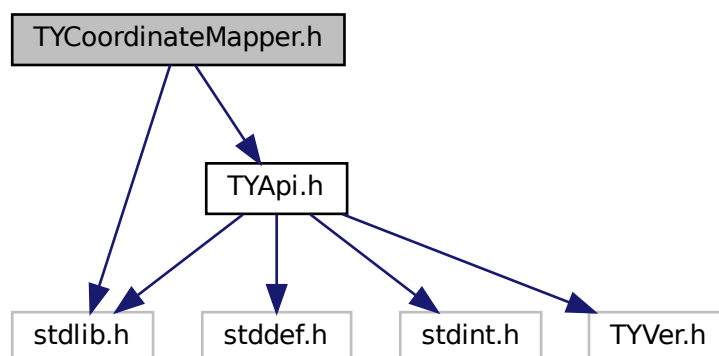 TYCoordinateMapper.h
TYApi.h
stdlib.h
stddef.h
stdint.h
TYVer.h